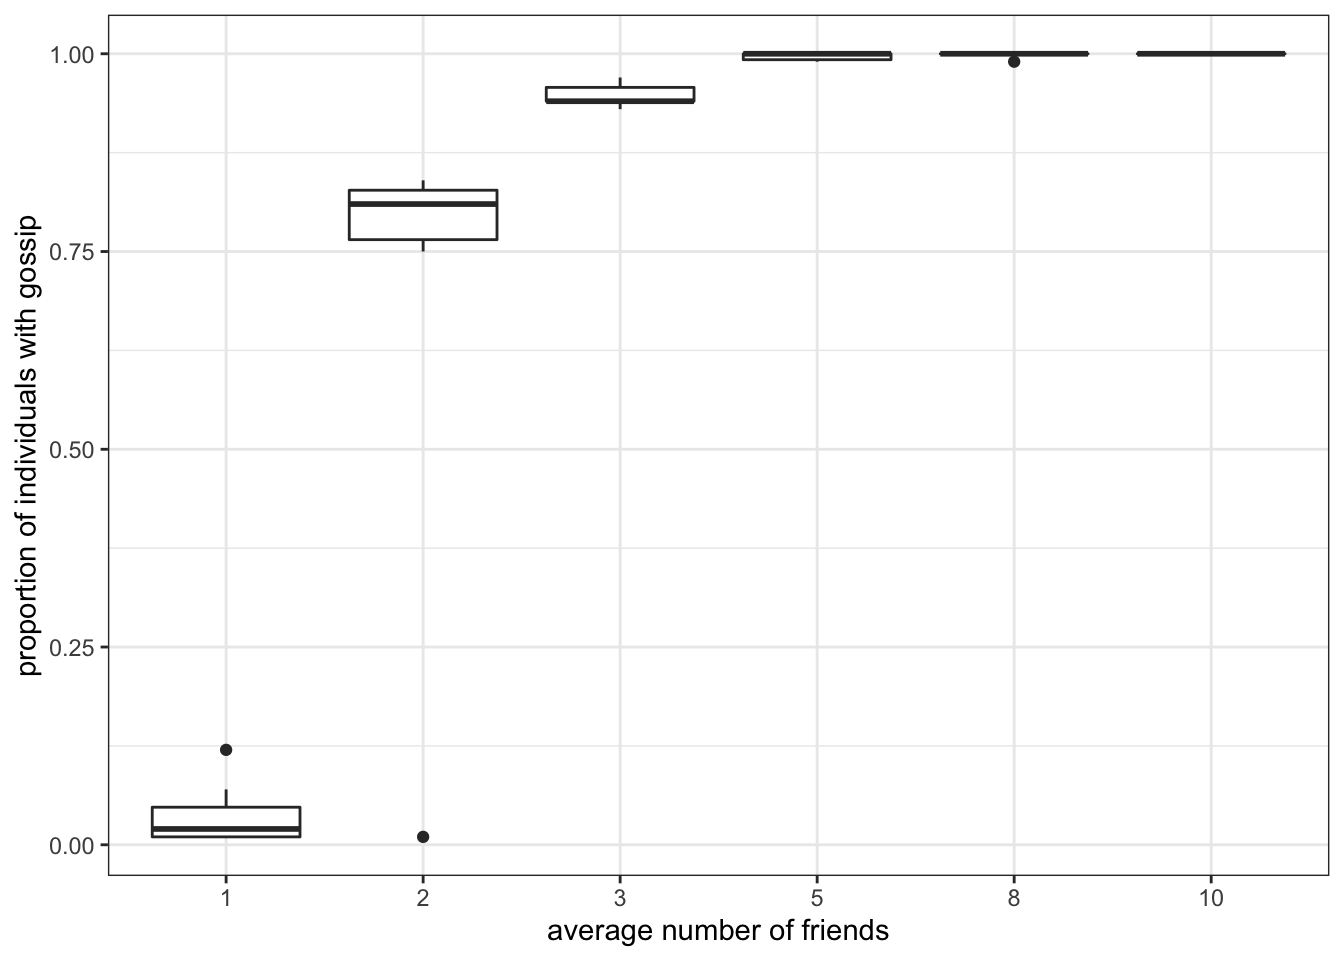 proportion of individuals with gossip
1.00
0.75
0.50
0.25
0.00
1 2 3 5 8 10
average number of friends